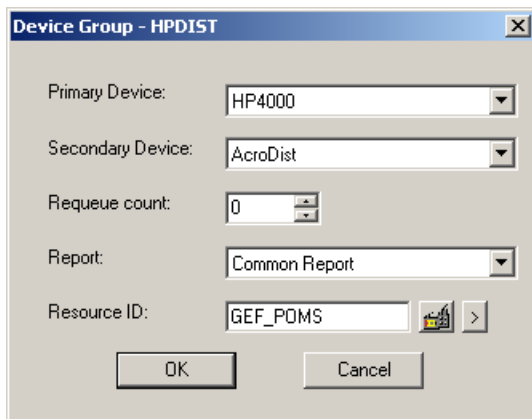 Device Group - HPDIST
Primary Device: HP4000
Secondary Device: AcroDist
Requeue count: 0
Report: Common Report
Resource ID: GEF_POMS >
OK Cancel